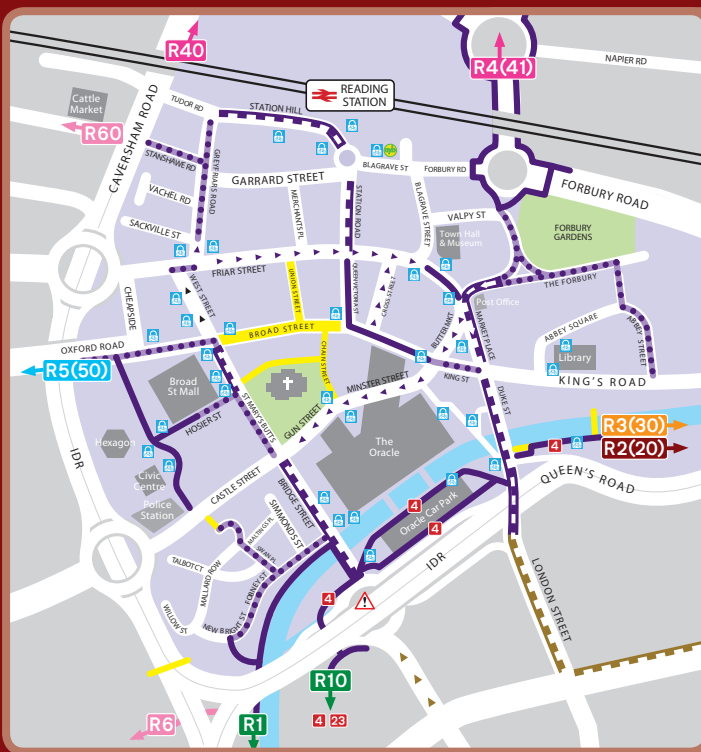 R40
READING
STATION
R4(41)
NAPIER RD
Cattle
Market
TUDOR RD
STATION HILL
R60
CAVERSHAM ROAD
STANSHAWE RD
GREYFRIARS ROAD
BLAGRAVE ST
FORBURY RD
FORBURY ROAD
GARRARD STREET
VACHEL RD
MERCHANTS PL
STATION ROAD
BLAGRAVE STREET
VALPY ST
SACKVILLE ST
Town Hall
& Museum
FORBURY
GARDENS
FRIAR STREET
UNION STREET
QUEEN VICTORIA ST
CROSS STREET
THE FORBURY
CHEAPSIDE
WEST STREET
Post Office
BUTTER MKT
MARKET PLACE
ABBEY SQUARE
ABBEY STREET
BROAD STREET
OXFORD ROAD
CHAIN STREET
Library
R5(50)
Broad
St Mall
MINSTER STREET
KING ST
KING'S ROAD
ST MARY'S BUTTS
DUKE ST
HOSIER ST
GUN STREET
Hexagon
The
Oracle
R3(30)
R2(20)
4
IDR
Civic
Centre
CASTLE STREET
QUEEN'S ROAD
Police
Station
BRIDGE STREET
SIMMONDS ST
4
Oracle Car Park
4
MALTINGS PL
SWAN PL
IDR
TALBOT CT
MALLARD ROW
FOBNEY ST
LONDON STREET
4
WILLOW ST
NEW BRIGHT ST
R10
4 23
R6
R1